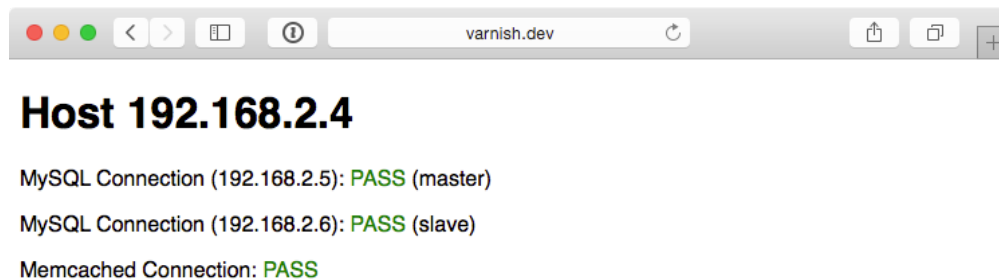 varnish.dev
Host 192.168.2.4
MySQL Connection (192.168.2.5): PASS (master)
MySQL Connection (192.168.2.6): PASS (slave)
Memcached Connection: PASS